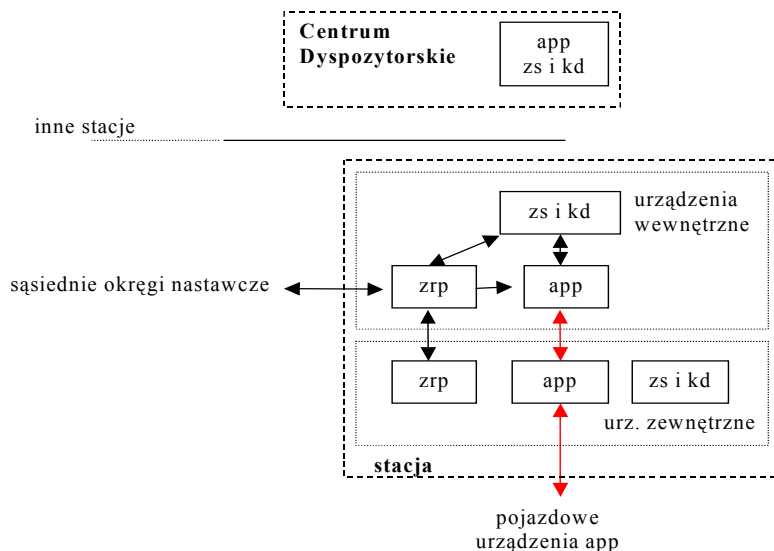 Centrum
Dyspozytorskie
app
zs i kd
inne stacje
urządzenia
wewnętrzne
zs i kd
sąsiednie okręgi nastawcze
zrp
app
zrp
app
zs i kd
urz. zewnętrzne
stacja
pojazdowe
urządzenia app